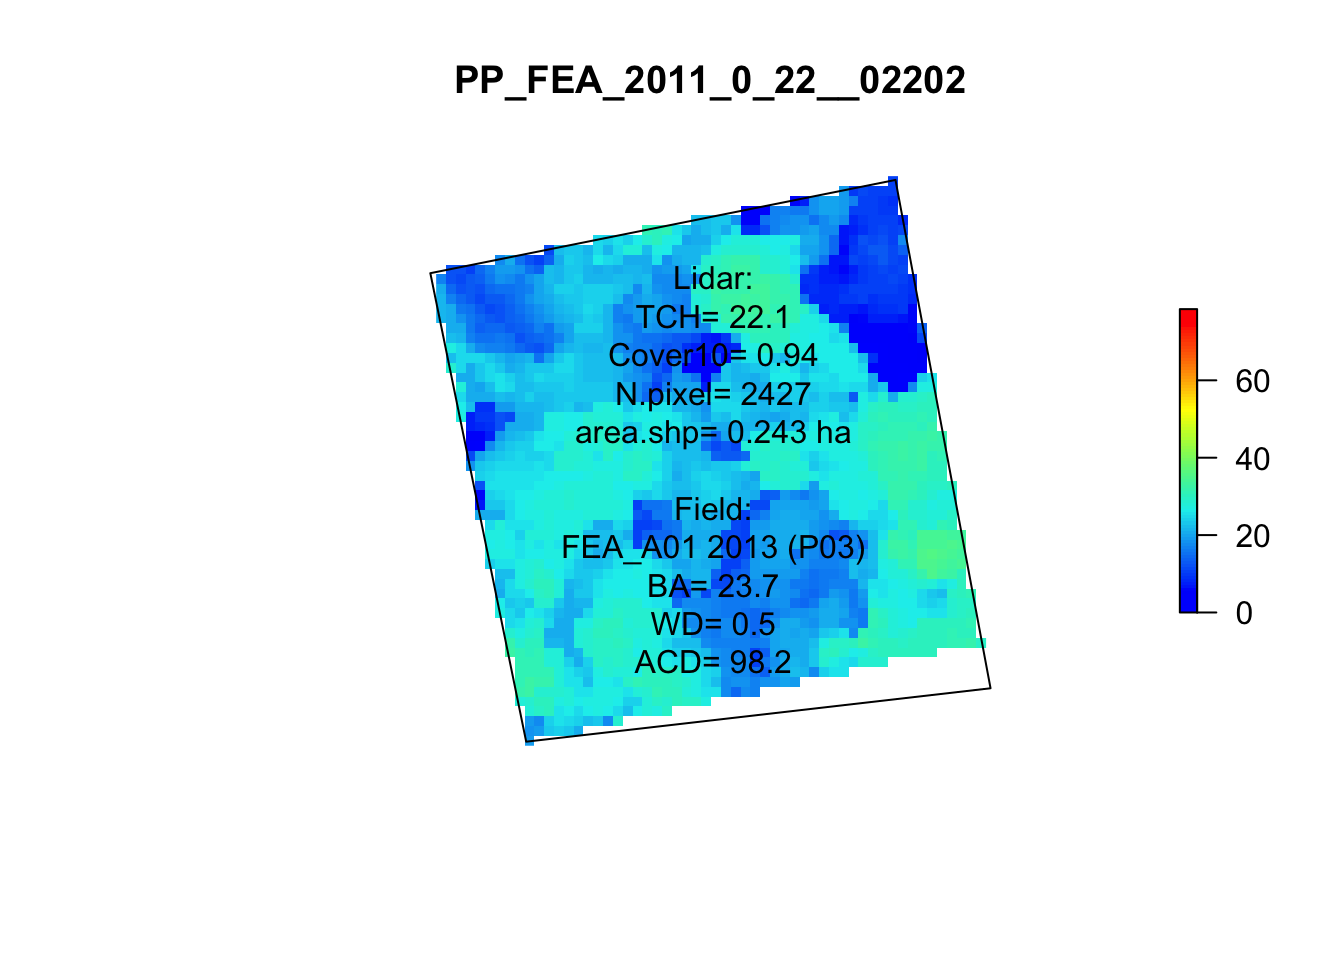 PP_FEA_2011_0_22__02202
Lidar:
TCH= 22.1
Cover10= 0.94
N.pixel= 2427
area.shp= 0.243 ha
Field:
FEA_A01 2013 (P03)
BA= 23.7
WD= 0.5
ACD= 98.2
60
40
20
0